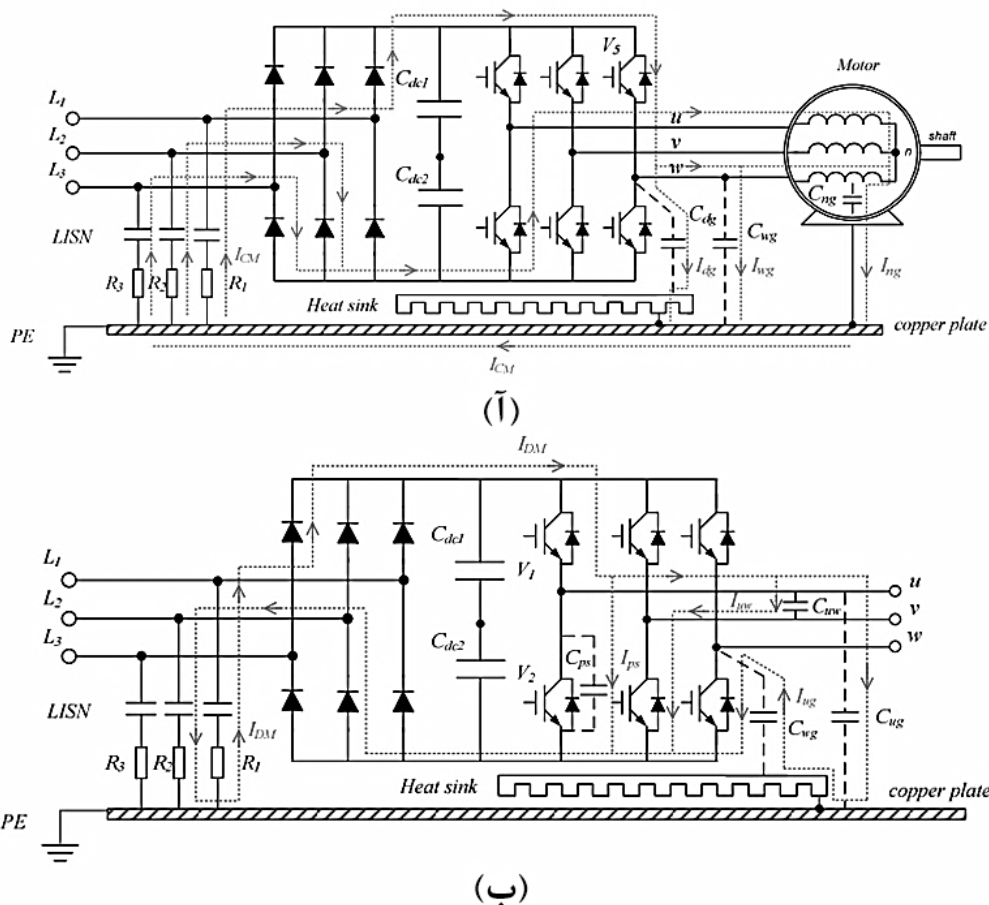 V5
Motor
Cdc1
L1
L2
L3
u
v
w
n
shaft
Cdc2
Cdg
Cwg
Cng
LISN
ICM
Idg
Iwg
Ing
R3
R2
R1
Heat sink
PE
copper plate
ICM
(آ)
IDM
Cdc1
L1
V1
u
L2
Iuw
Cuw
v
L3
w
Cdc2
V2
Cps
Ips
LISN
IDM
Iug
Cwg
Cug
R3
R2
R1
Heat sink
copper plate
PE
(ب)